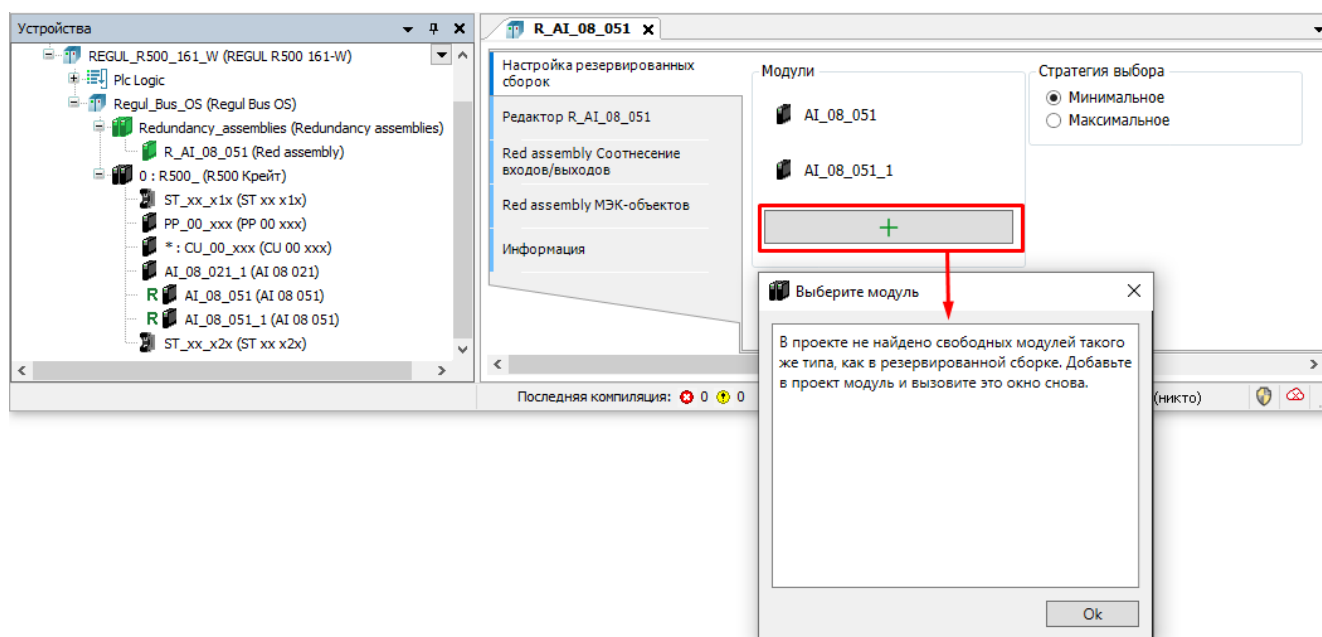 Устройства
REGUL_R500_161_W (REGUL R500 161-W)
Plc Logic
Regul_Bus_OS (Regul Bus OS)
Redundancy_assemblies (Redundancy assemblies)
R_AI_08_051 (Red assembly)
0 : R500_ (R500 Крейт)
ST_xx_x1x (ST xx x1x)
PP_00_xxx (PP 00 xxx)
* : CU_00_xxx (CU 00 xxx)
AI_08_021_1 (AI 08 021)
R AI_08_051 (AI 08 051)
R AI_08_051_1 (AI 08 051)
ST_xx_x2x (ST xx x2x)
R_AI_08_051
Настройка резервированных
сборок
Редактор R_AI_08_051
Red assembly Соотнесение
входов/выходов
Red assembly МЭК-объектов
Информация
Модули
AI_08_051
AI_08_051_1
+
Стратегия выбора
Минимальное
Максимальное
Последняя компиляция: 0 0
(никто)
Выберите модуль
В проекте не найдено свободных модулей такого
же типа, как в резервированной сборке. Добавьте
в проект модуль и вызовите это окно снова.
Ok